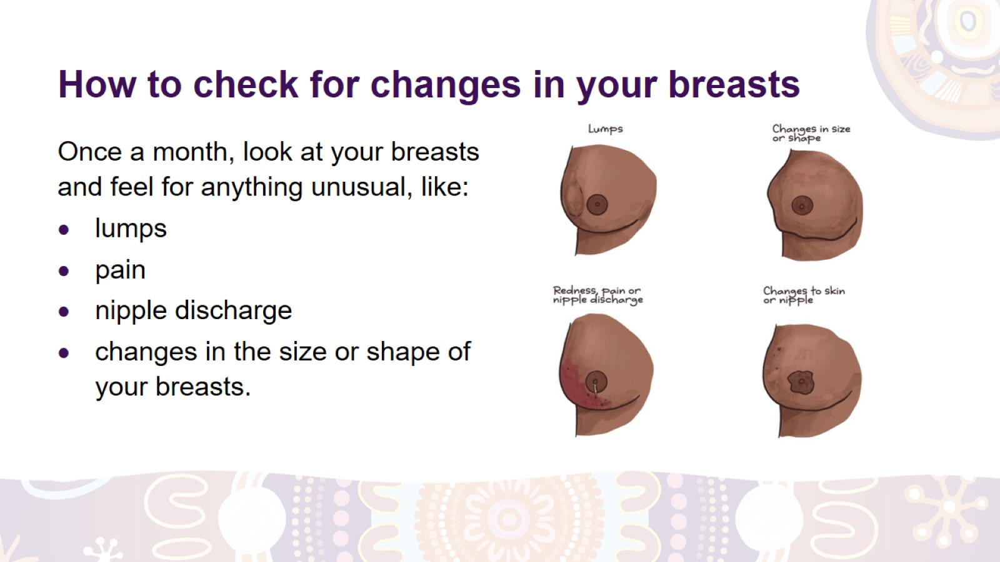 How to check for changes in your breasts
Once a month, look at your breasts
and feel for anything unusual, like:
• lumps
• pain
• nipple discharge
• changes in the size or shape of
your breasts.
Lumps
Changes in size
or shape
Redness, pain or
nipple discharge
Changes to skin
or nipple